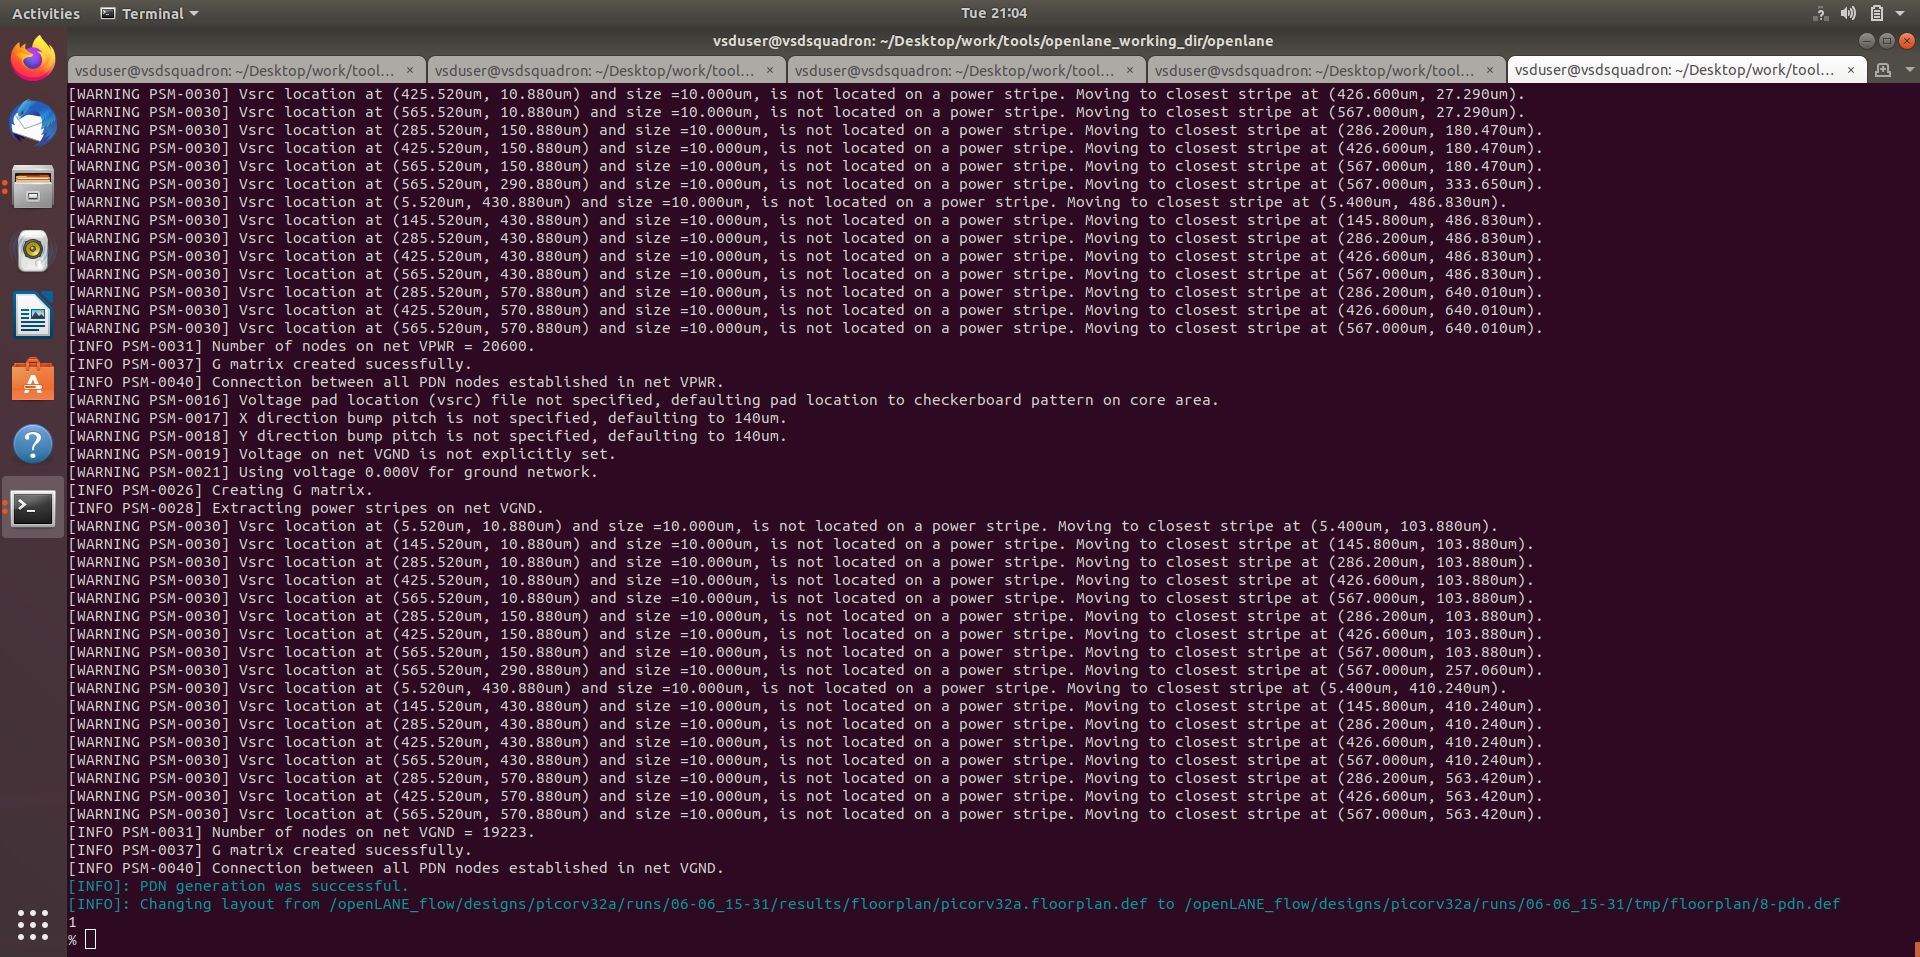 Activities
Terminal
Tue 21:04
vsduser@vsdsquadron: ~/Desktop/work/tools/openlane_working_dir/openlane
vsduser@vsdsquadron: ~/Desktop/work/tool... × vsduser@vsdsquadron: ~/Desktop/work/tool... × vsduser@vsdsquadron: ~/Desktop/work/tool... × vsduser@vsdsquadron: ~/Desktop/work/tool... × vsduser@vsdsquadron: ~/Desktop/work/tool... ×
[WARNING PSM-0030] Vsrc location at (425.520um, 10.880um) and size =10.000um, is not located on a power stripe. Moving to closest stripe at (426.600um, 27.290um).
[WARNING PSM-0030] Vsrc location at (565.520um, 10.880um) and size =10.000um, is not located on a power stripe. Moving to closest stripe at (567.000um, 27.290um).
[WARNING PSM-0030] Vsrc location at (285.520um, 150.880um) and size =10.000um, is not located on a power stripe. Moving to closest stripe at (286.200um, 180.470um).
[WARNING PSM-0030] Vsrc location at (425.520um, 150.880um) and size =10.000um, is not located on a power stripe. Moving to closest stripe at (426.600um, 180.470um).
[WARNING PSM-0030] Vsrc location at (565.520um, 150.880um) and size =10.000um, is not located on a power stripe. Moving to closest stripe at (567.000um, 180.470um).
[WARNING PSM-0030] Vsrc location at (565.520um, 290.880um) and size =10.000um, is not located on a power stripe. Moving to closest stripe at (567.000um, 333.650um).
[WARNING PSM-0030] Vsrc location at (5.520um, 430.880um) and size =10.000um, is not located on a power stripe. Moving to closest stripe at (5.400um, 486.830um).
[WARNING PSM-0030] Vsrc location at (145.520um, 430.880um) and size =10.000um, is not located on a power stripe. Moving to closest stripe at (145.800um, 486.830um).
[WARNING PSM-0030] Vsrc location at (285.520um, 430.880um) and size =10.000um, is not located on a power stripe. Moving to closest stripe at (286.200um, 486.830um).
[WARNING PSM-0030] Vsrc location at (425.520um, 430.880um) and size =10.000um, is not located on a power stripe. Moving to closest stripe at (426.600um, 486.830um).
[WARNING PSM-0030] Vsrc location at (565.520um, 430.880um) and size =10.000um, is not located on a power stripe. Moving to closest stripe at (567.000um, 486.830um).
[WARNING PSM-0030] Vsrc location at (285.520um, 570.880um) and size =10.000um, is not located on a power stripe. Moving to closest stripe at (286.200um, 640.010um).
[WARNING PSM-0030] Vsrc location at (425.520um, 570.880um) and size =10.000um, is not located on a power stripe. Moving to closest stripe at (426.600um, 640.010um).
[WARNING PSM-0030] Vsrc location at (565.520um, 570.880um) and size =10.000um, is not located on a power stripe. Moving to closest stripe at (567.000um, 640.010um).
[INFO PSM-0031] Number of nodes on net VPWR = 20600.
[INFO PSM-0037] G matrix created sucessfully.
[INFO PSM-0040] Connection between all PDN nodes established in net VPWR.
[WARNING PSM-0016] Voltage pad location (vsrc) file not specified, defaulting pad location to checkerboard pattern on core area.
[WARNING PSM-0017] X direction bump pitch is not specified, defaulting to 140um.
[WARNING PSM-0018] Y direction bump pitch is not specified, defaulting to 140um.
[WARNING PSM-0019] Voltage on net VGND is not explicitly set.
[WARNING PSM-0021] Using voltage 0.000V for ground network.
[INFO PSM-0026] Creating G matrix.
[INFO PSM-0028] Extracting power stripes on net VGND.
[WARNING PSM-0030] Vsrc location at (5.520um, 10.880um) and size =10.000um, is not located on a power stripe. Moving to closest stripe at (5.400um, 103.880um).
[WARNING PSM-0030] Vsrc location at (145.520um, 10.880um) and size =10.000um, is not located on a power stripe. Moving to closest stripe at (145.800um, 103.880um).
[WARNING PSM-0030] Vsrc location at (285.520um, 10.880um) and size =10.000um, is not located on a power stripe. Moving to closest stripe at (286.200um, 103.880um).
[WARNING PSM-0030] Vsrc location at (425.520um, 10.880um) and size =10.000um, is not located on a power stripe. Moving to closest stripe at (426.600um, 103.880um).
[WARNING PSM-0030] Vsrc location at (565.520um, 10.880um) and size =10.000um, is not located on a power stripe. Moving to closest stripe at (567.000um, 103.880um).
[WARNING PSM-0030] Vsrc location at (285.520um, 150.880um) and size =10.000um, is not located on a power stripe. Moving to closest stripe at (286.200um, 103.880um).
[WARNING PSM-0030] Vsrc location at (425.520um, 150.880um) and size =10.000um, is not located on a power stripe. Moving to closest stripe at (426.600um, 103.880um).
[WARNING PSM-0030] Vsrc location at (565.520um, 150.880um) and size =10.000um, is not located on a power stripe. Moving to closest stripe at (567.000um, 103.880um).
[WARNING PSM-0030] Vsrc location at (565.520um, 290.880um) and size =10.000um, is not located on a power stripe. Moving to closest stripe at (567.000um, 257.060um).
[WARNING PSM-0030] Vsrc location at (5.520um, 430.880um) and size =10.000um, is not located on a power stripe. Moving to closest stripe at (5.400um, 410.240um).
[WARNING PSM-0030] Vsrc location at (145.520um, 430.880um) and size =10.000um, is not located on a power stripe. Moving to closest stripe at (145.800um, 410.240um).
[WARNING PSM-0030] Vsrc location at (285.520um, 430.880um) and size =10.000um, is not located on a power stripe. Moving to closest stripe at (286.200um, 410.240um).
[WARNING PSM-0030] Vsrc location at (425.520um, 430.880um) and size =10.000um, is not located on a power stripe. Moving to closest stripe at (426.600um, 410.240um).
[WARNING PSM-0030] Vsrc location at (565.520um, 430.880um) and size =10.000um, is not located on a power stripe. Moving to closest stripe at (567.000um, 410.240um).
[WARNING PSM-0030] Vsrc location at (285.520um, 570.880um) and size =10.000um, is not located on a power stripe. Moving to closest stripe at (286.200um, 563.420um).
[WARNING PSM-0030] Vsrc location at (425.520um, 570.880um) and size =10.000um, is not located on a power stripe. Moving to closest stripe at (426.600um, 563.420um).
[WARNING PSM-0030] Vsrc location at (565.520um, 570.880um) and size =10.000um, is not located on a power stripe. Moving to closest stripe at (567.000um, 563.420um).
[INFO PSM-0031] Number of nodes on net VGND = 19223.
[INFO PSM-0037] G matrix created sucessfully.
[INFO PSM-0040] Connection between all PDN nodes established in net VGND.
[INFO]: PDN generation was successful.
[INFO]: Changing layout from /openLANE_flow/designs/picorv32a/runs/06-06_15-31/results/floorplan/picorv32a.floorplan.def to /openLANE_flow/designs/picorv32a/runs/06-06_15-31/tmp/floorplan/8-pdn.def
1
%